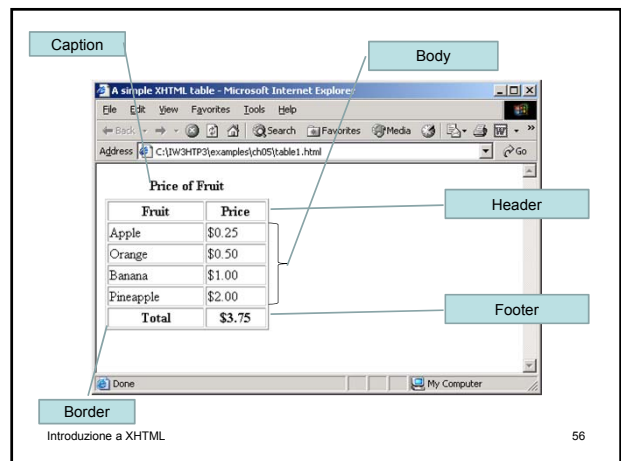 Caption
Body
A simple XHTML table - Microsoft Internet Explorer
File Edit View Favorites Tools Help
Back Search Favorites Media
Address C:\IW3HTP3\examples\ch05\table1.html Go
Price of Fruit
Fruit Price
Header
Apple $0.25
Orange $0.50
Banana $1.00
Pineapple $2.00
Total $3.75
Footer
Done My Computer
Border
Introduzione a XHTML 56